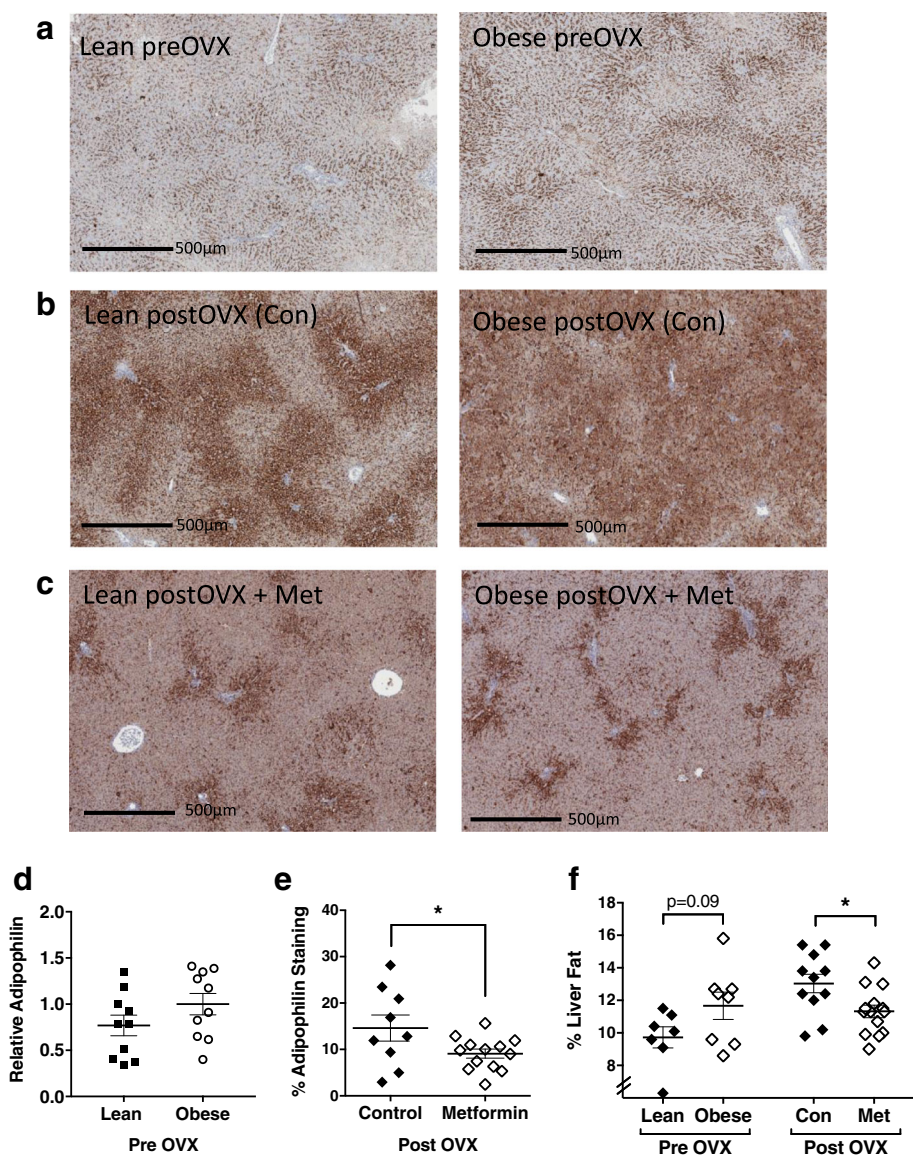 a
Lean preOVX
500µm
Obese preOVX
500µm
b
Lean postOVX (Con)
500µm
Obese postOVX (Con)
500µm
c
Lean postOVX + Met
500µm
Obese postOVX + Met
500µm
d
Relative Adipophilin
2.0
1.5
1.0
0.5
0.0
Lean Obese
Pre OVX
e
% Adipophilin Staining
40
30
20
10
0
*
Control Metformin
Post OVX
f
% Liver Fat
18
16
14
12
10
8
p=0.09
*
Lean Obese Con Met
Pre OVX Post OVX